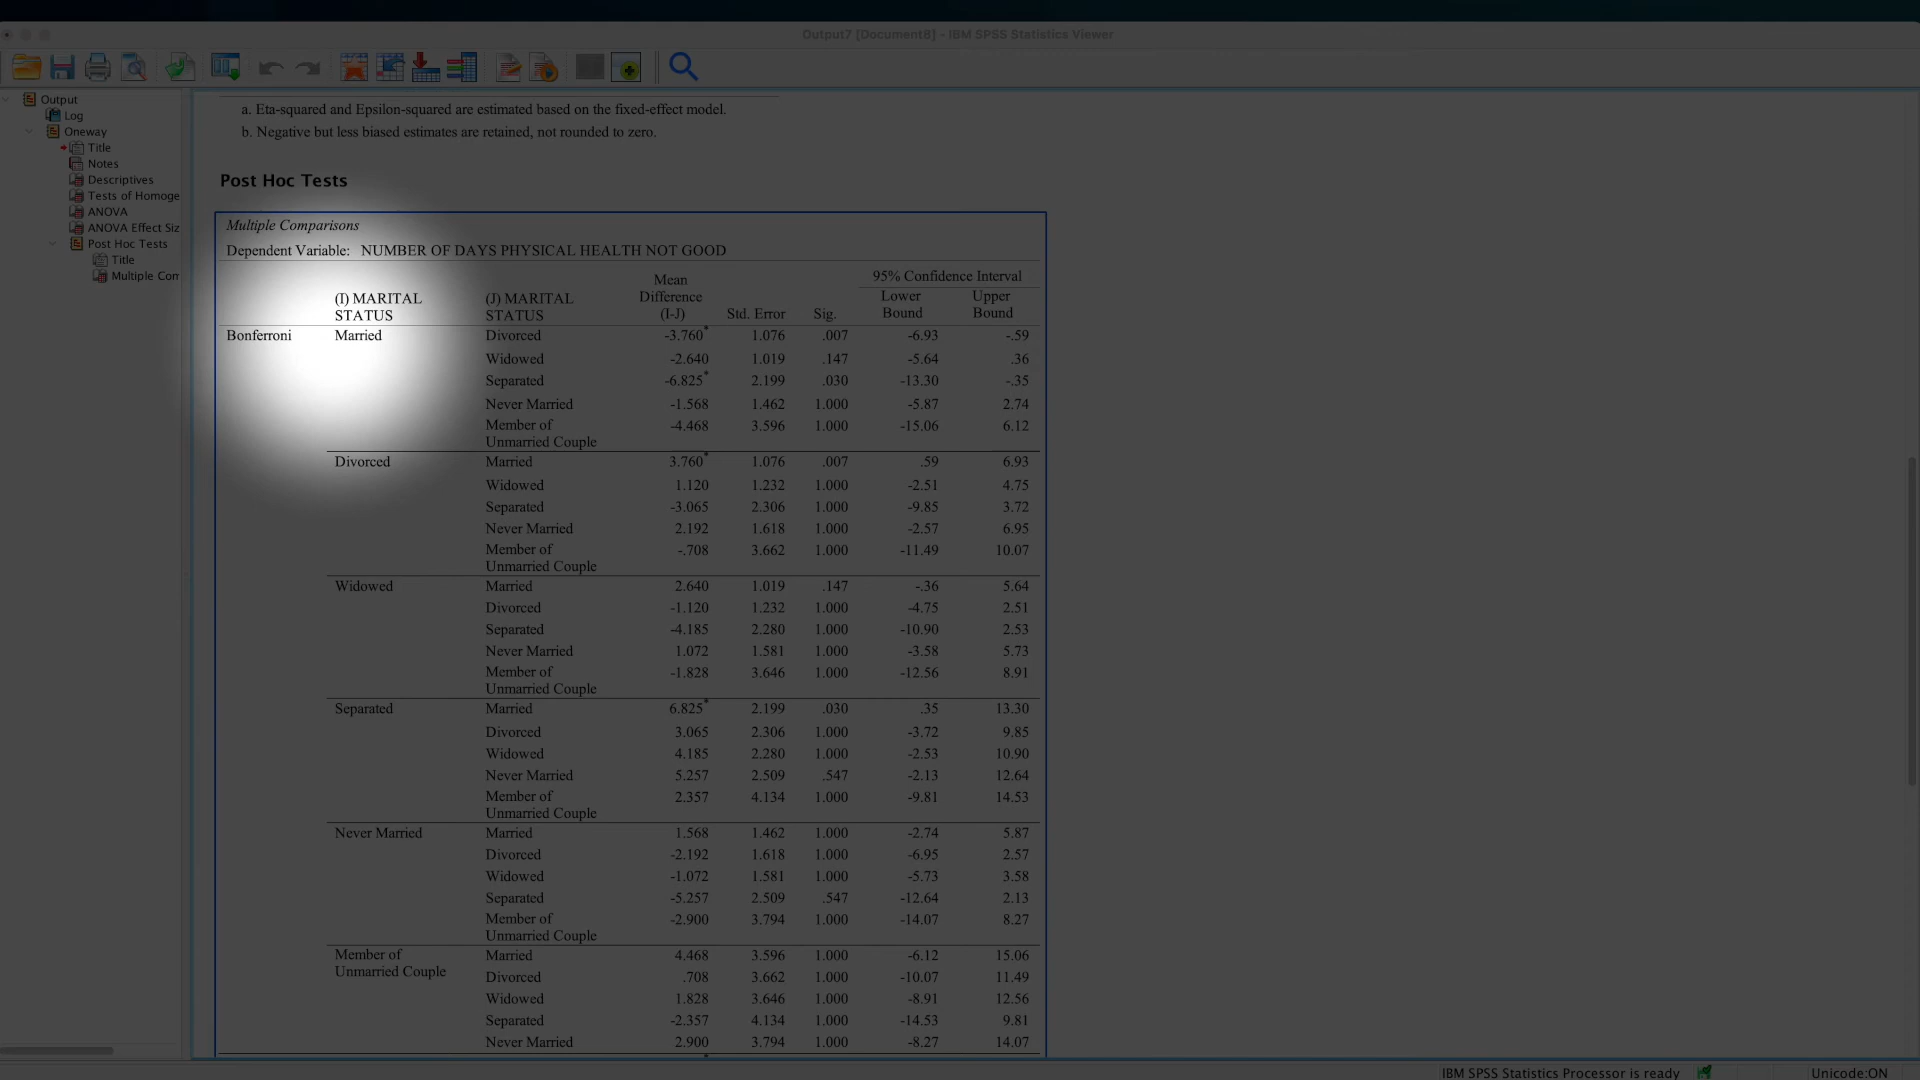 Output7 [Document8] - IBM SPSS Statistics Viewer
Output
Log
Oneway
Title
Notes
Descriptives
Tests of Homoge
ANOVA
ANOVA Effect Siz
Post Hoc Tests
Title
Multiple Com
a. Eta-squared and Epsilon-squared are estimated based on the fixed-effect model.
b. Negative but less biased estimates are retained, not rounded to zero.
Post Hoc Tests
Multiple Comparisons
Dependent Variable: NUMBER OF DAYS PHYSICAL HEALTH NOT GOOD
(I) MARITAL STATUS (J) MARITAL STATUS Mean Difference (I-J) Std. Error Sig. 95% Confidence Interval Lower Bound Upper Bound
Bonferroni Married Divorced -3.760* 1.076 .007 -6.93 -.59
Widowed -2.640 1.019 .147 -5.64 .36
Separated -6.825* 2.199 .030 -13.30 -.35
Never Married -1.568 1.462 1.000 -5.87 2.74
Member of Unmarried Couple -4.468 3.596 1.000 -15.06 6.12
Divorced Married 3.760* 1.076 .007 .59 6.93
Widowed 1.120 1.232 1.000 -2.51 4.75
Separated -3.065 2.306 1.000 -9.85 3.72
Never Married 2.192 1.618 1.000 -2.57 6.95
Member of Unmarried Couple -.708 3.662 1.000 -11.49 10.07
Widowed Married 2.640 1.019 .147 -.36 5.64
Divorced -1.120 1.232 1.000 -4.75 2.51
Separated -4.185 2.280 1.000 -10.90 2.53
Never Married 1.072 1.581 1.000 -3.58 5.73
Member of Unmarried Couple -1.828 3.646 1.000 -12.56 8.91
Separated Married 6.825* 2.199 .030 .35 13.30
Divorced 3.065 2.306 1.000 -3.72 9.85
Widowed 4.185 2.280 1.000 -2.53 10.90
Never Married 5.257 2.509 .547 -2.13 12.64
Member of Unmarried Couple 2.357 4.134 1.000 -9.81 14.53
Never Married Married 1.568 1.462 1.000 -2.74 5.87
Divorced -2.192 1.618 1.000 -6.95 2.57
Widowed -1.072 1.581 1.000 -5.73 3.58
Separated -5.257 2.509 .547 -12.64 2.13
Member of Unmarried Couple -2.900 3.794 1.000 -14.07 8.27
Member of Unmarried Couple Married 4.468 3.596 1.000 -6.12 15.06
Divorced .708 3.662 1.000 -10.07 11.49
Widowed 1.828 3.646 1.000 -8.91 12.56
Separated -2.357 4.134 1.000 -14.53 9.81
Never Married 2.900 3.794 1.000 -8.27 14.07
IBM SPSS Statistics Processor is ready Unicode:ON